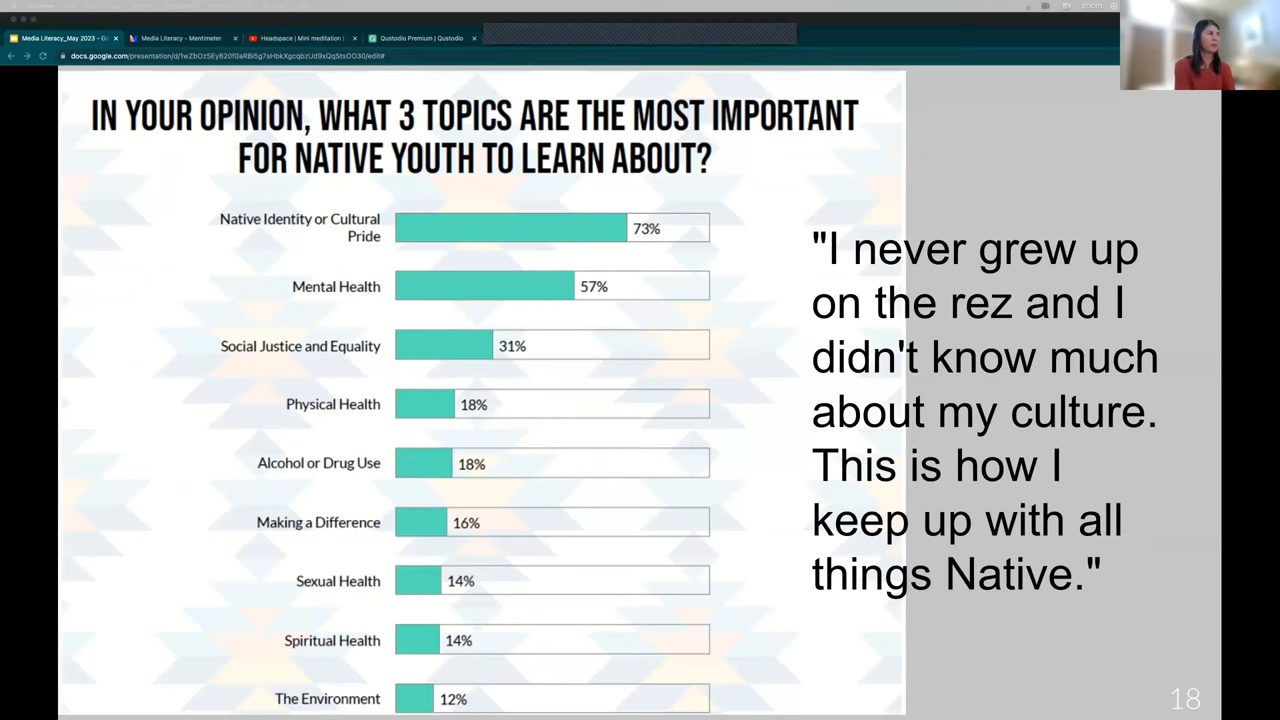 zoom
Media Literacy_May 2023 - G
Media Literacy - Mentimeter
Headspace | Mini meditation |
Qustodio Premium | Qustodio
IN YOUR OPINION, WHAT 3 TOPICS ARE THE MOST IMPORTANT
FOR NATIVE YOUTH TO LEARN ABOUT?
Native Identity or Cultural
Pride
73%
Mental Health
57%
Social Justice and Equality
31%
Physical Health
18%
Alcohol or Drug Use
18%
Making a Difference
16%
Sexual Health
14%
Spiritual Health
14%
The Environment
12%
"I never grew up
on the rez and I
didn't know much
about my culture.
This is how I
keep up with all
things Native."
18